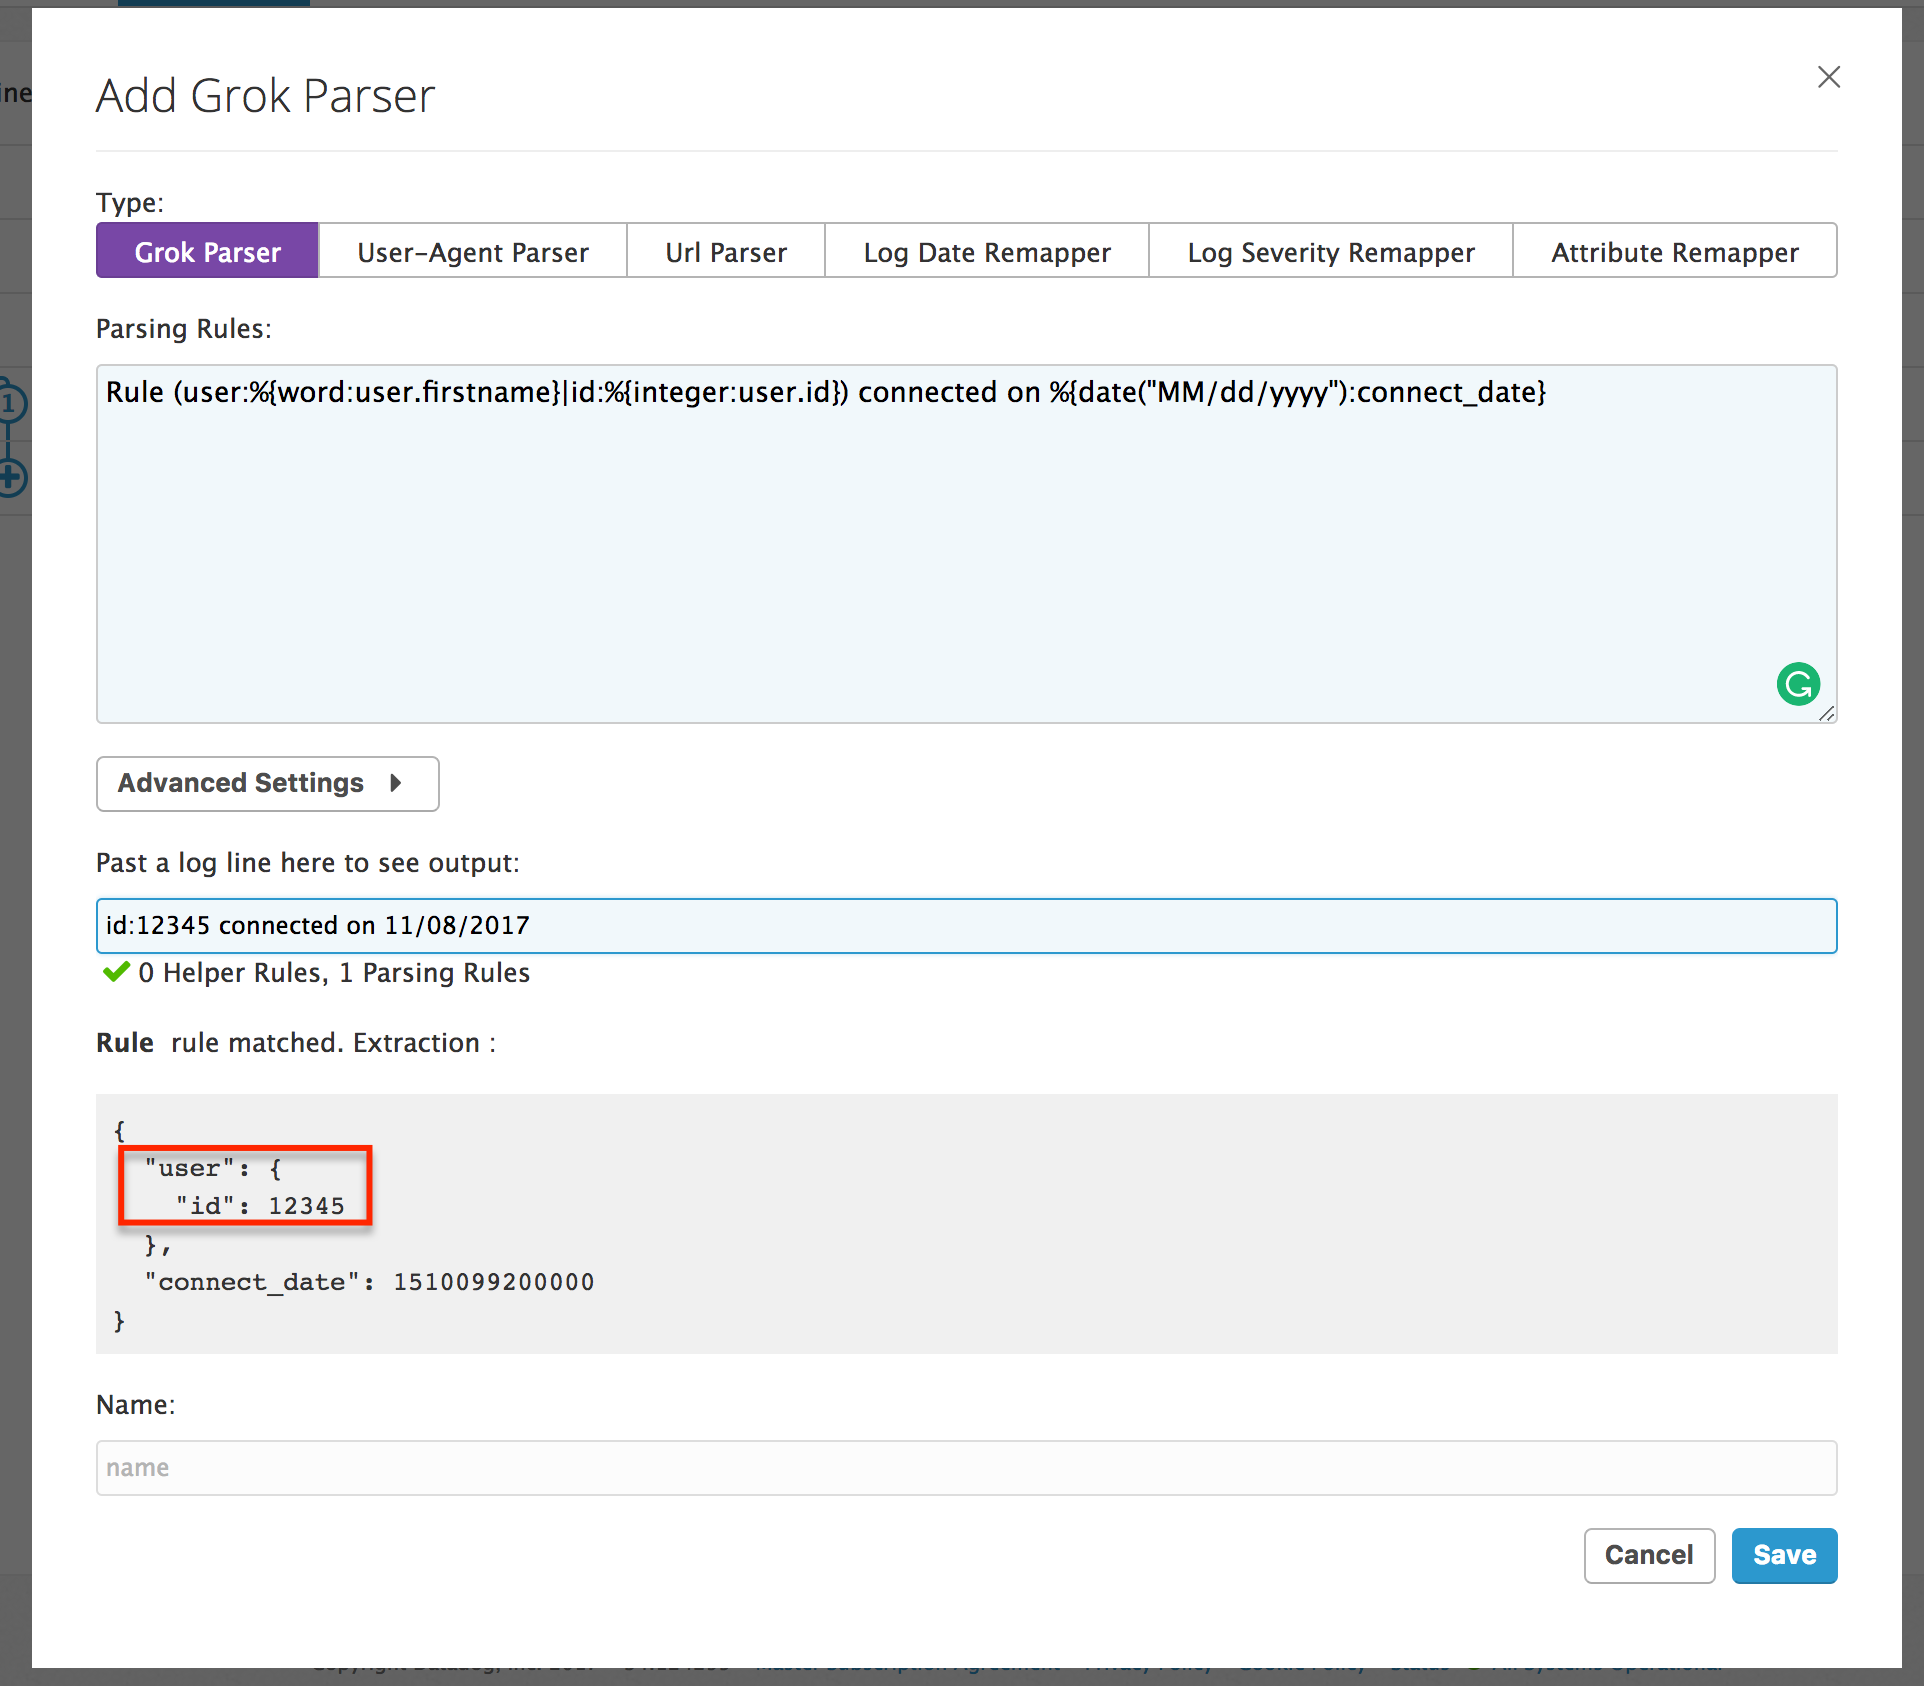 ine
Add Grok Parser
Type:
Grok Parser User-Agent Parser Url Parser Log Date Remapper Log Severity Remapper Attribute Remapper
Parsing Rules:
Rule (user:%{word:user.firstname}|id:%{integer:user.id}) connected on %{date("MM/dd/yyyy"):connect_date}
1
Advanced Settings
Past a log line here to see output:
id:12345 connected on 11/08/2017
0 Helper Rules, 1 Parsing Rules
Rule rule matched. Extraction :
{
"user": {
"id": 12345
},
"connect_date": 1510099200000
}
Name:
name
Cancel Save